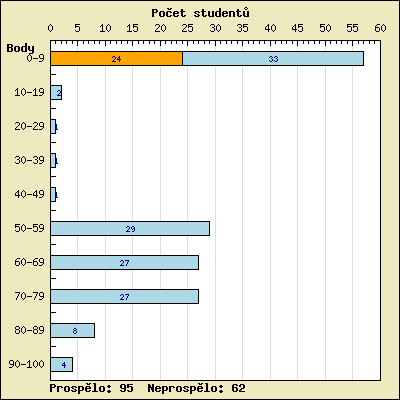 Počet studentů
0 5 10 15 20 25 30 35 40 45 50 55 60
Body
0-9 24 33
10-19 2
20-29 1
30-39 1
40-49 1
50-59 29
60-69 27
70-79 27
80-89 8
90-100 4
Prospělo: 95 Neprospělo: 62